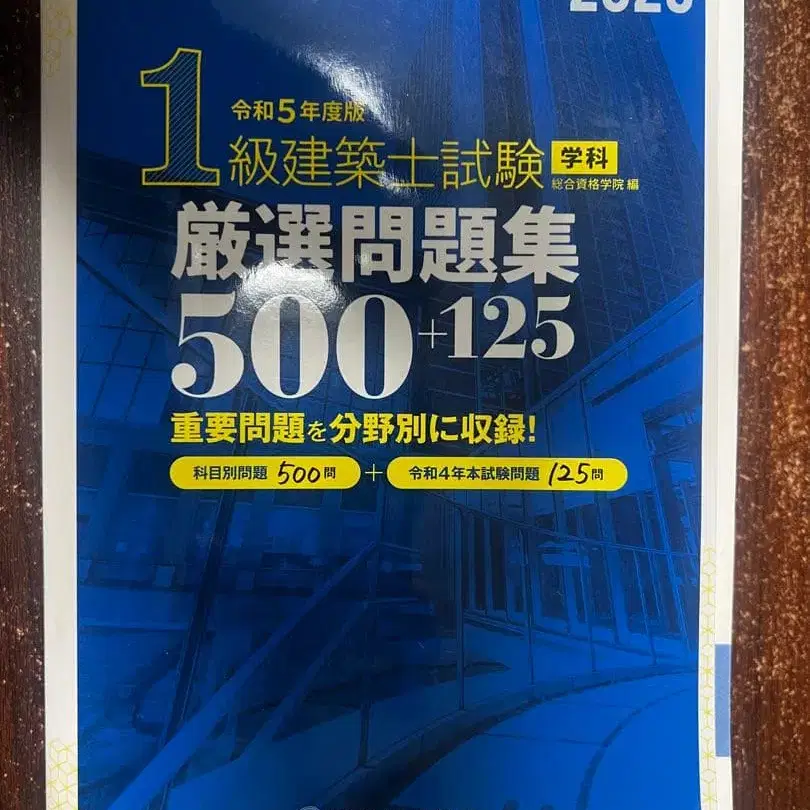 令和5年度版
1級建築士試験 学科
総合資格学院 編
厳選問題集
500+125
重要問題を分野別に収録!
科目別問題 500問 + 令和4年本試験問題 125問